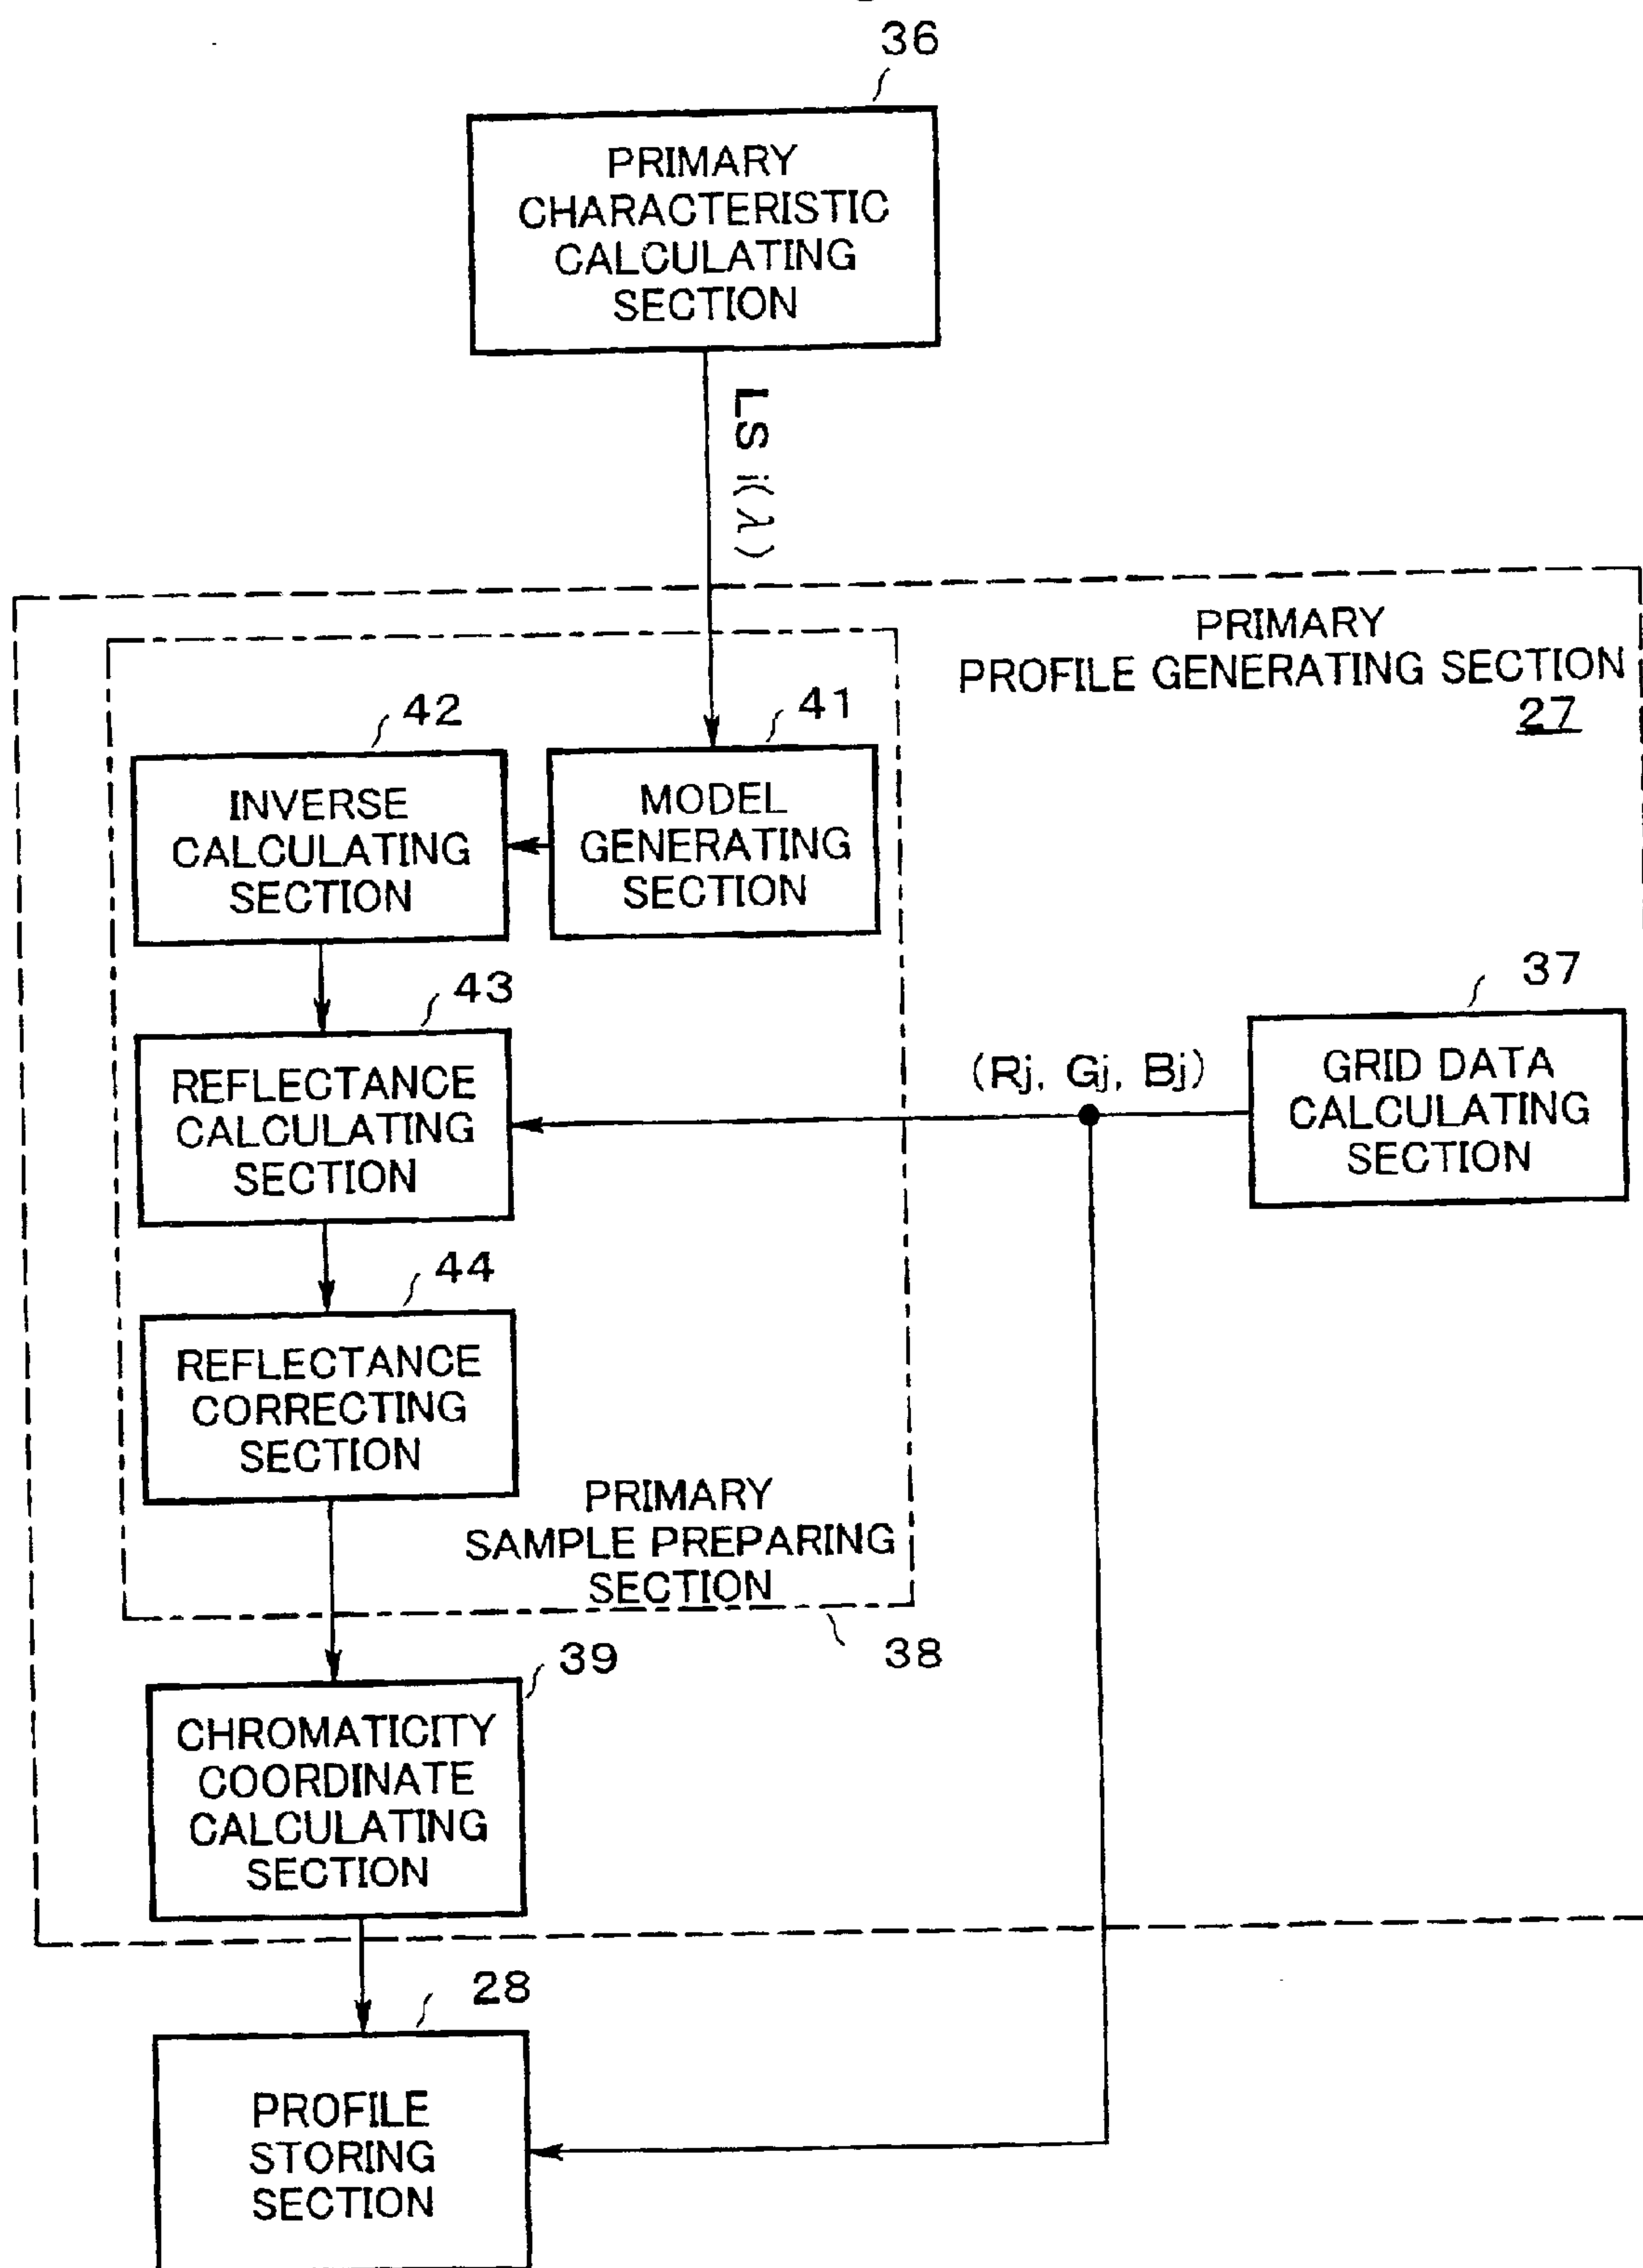 36
PRIMARY
CHARACTERISTIC
CALCULATING
SECTION
LS i(λ)
PRIMARY
PROFILE GENERATING SECTION
27
42
41
INVERSE
CALCULATING
SECTION
MODEL
GENERATING
SECTION
43
37
REFLECTANCE
CALCULATING
SECTION
(Rj, Gj, Bj)
GRID DATA
CALCULATING
SECTION
44
REFLECTANCE
CORRECTING
SECTION
PRIMARY
SAMPLE PREPARING
SECTION
38
39
CHROMATICITY
COORDINATE
CALCULATING
SECTION
28
PROFILE
STORING
SECTION